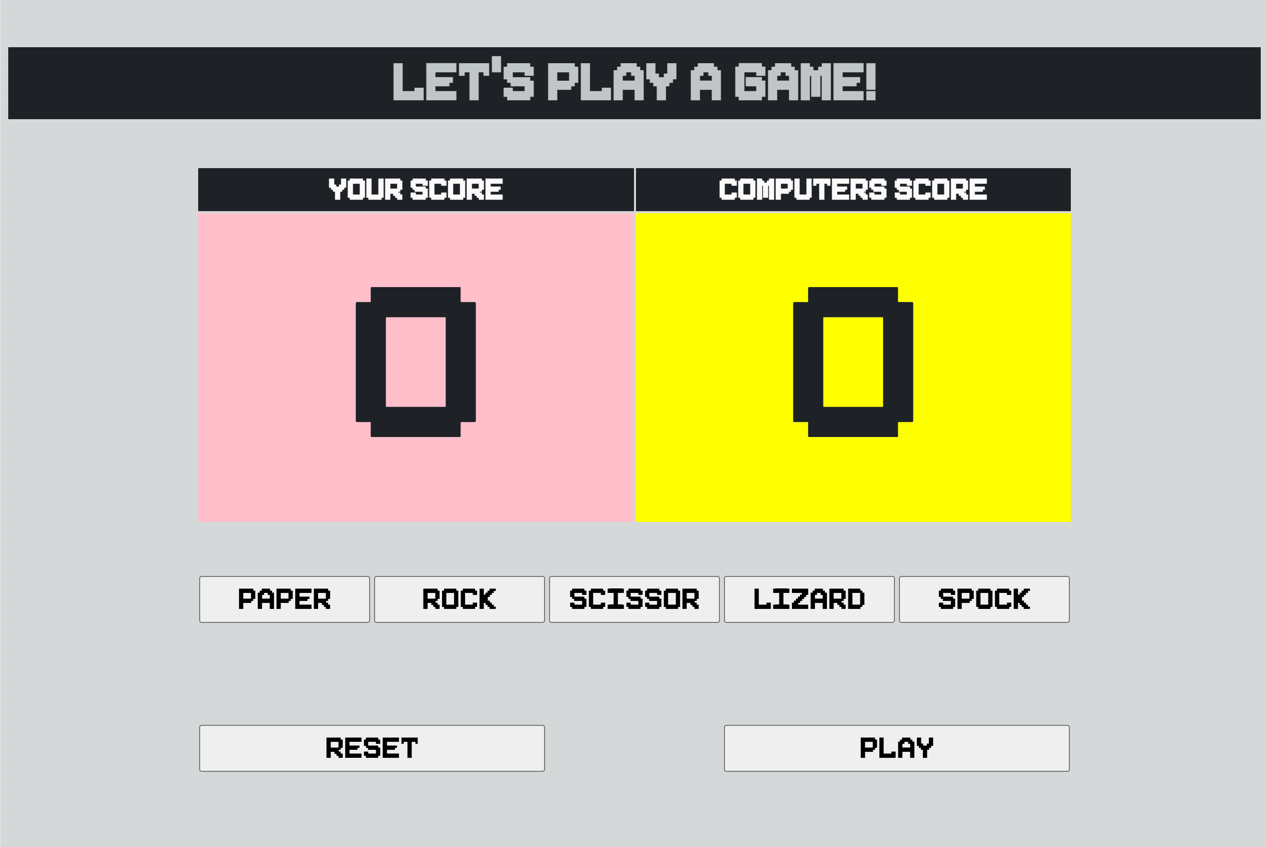 LET'S PLAY A GAME!
YOUR SCORE COMPUTERS SCORE
0 0
PAPER ROCK SCISSOR LIZARD SPOCK
RESET PLAY